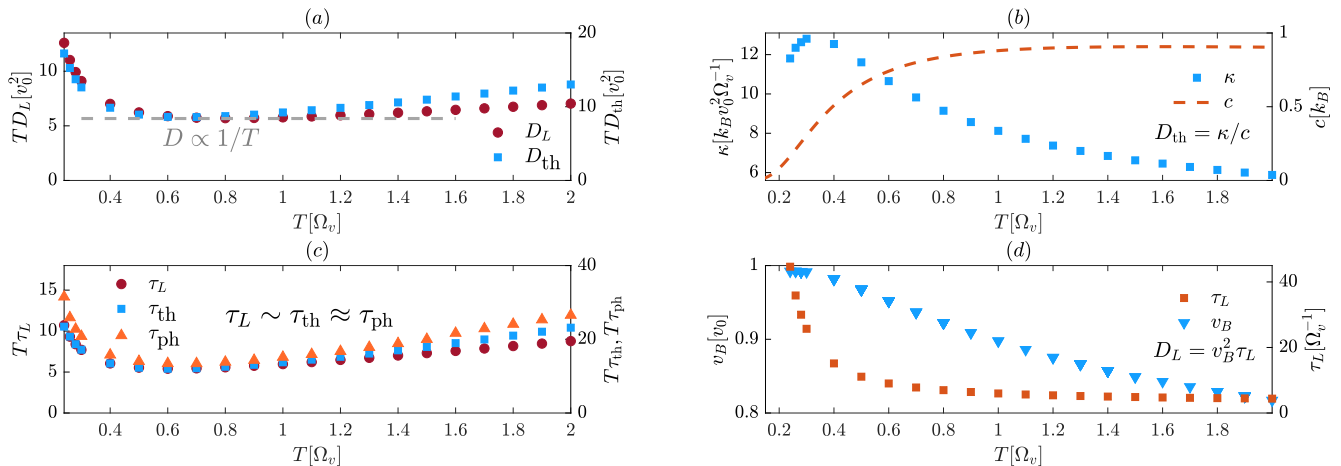 (a)
20
10
5
10
0
0
TD_L[v_0^2]
TD_th[v_0^2]
D ∝ 1/T
D_L
D_th
0.4 0.6 0.8 1 1.2 1.4 1.6 1.8 2
T[Ω_v]
(b)
12
10
8
6
1
0.5
0
κ[k_B v_0^2 Ω_v^{-1}]
c[k_B]
κ
c
D_th = κ/c
0.2 0.4 0.6 0.8 1.0 1.2 1.4 1.6 1.8
T[Ω_v]
(c)
15
10
5
0
40
20
0
Tτ_L
Tτ_th, Tτ_ph
τ_L
τ_th
τ_ph
τ_L ∼ τ_th ≈ τ_ph
0.4 0.6 0.8 1 1.2 1.4 1.6 1.8 2
T[Ω_v]
(d)
1
0.9
0.8
40
20
0
v_B[v_0]
τ_L[Ω_v^{-1}]
τ_L
v_B
D_L = v_B^2 τ_L
0.2 0.4 0.6 0.8 1.0 1.2 1.4 1.6 1.8
T[Ω_v]